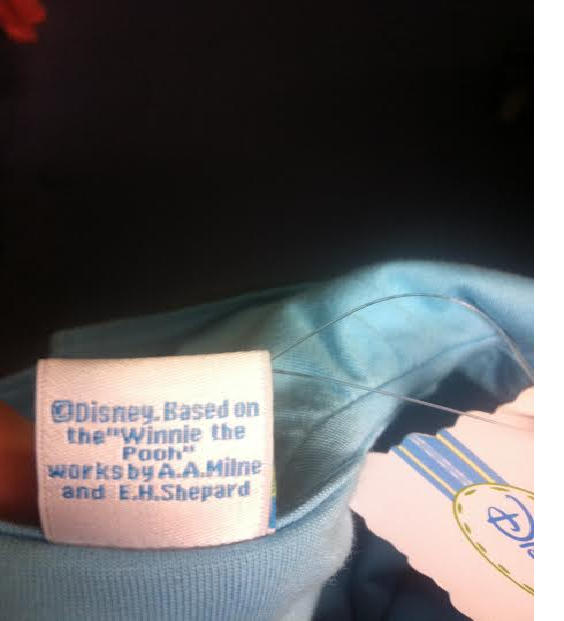 ©Disney. Based on
the"Winnie the
Pooh"
works by A.A.Milne
and E.H.Shepard